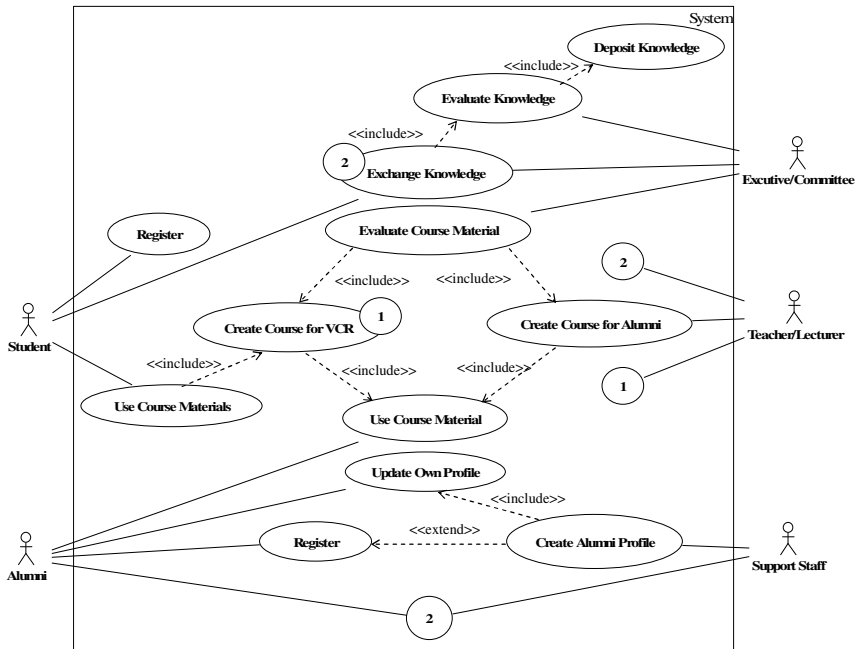 System
Deposit Knowledge
<<include>>
Evaluate Knowledge
<<include>>
2
Exchange Knowledge
Excutive/Committee
Register
Evaluate Course Material
2
<<include>>
<<include>>
Student
Create Course for VCR
1
Create Course for Alumni
Teacher/Lecturer
<<include>>
<<include>>
<<include>>
1
Use Course Materials
Use Course Material
Update Own Profile
<<include>>
<<extend>>
Register
Create Alumni Profile
Alumni
Support Staff
2